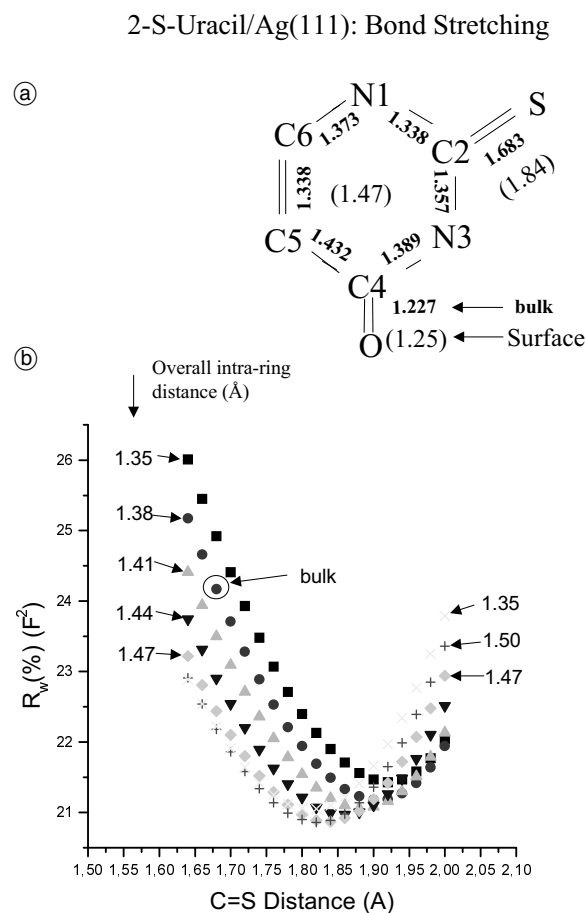 2-S-Uracil/Ag(111): Bond Stretching
a
N1
S
C6
1.373
1.338
C2
1.683
(1.84)
1.338
(1.47)
1.357
C5
1.432
1.389
N3
C4
1.227
bulk
O
(1.25)
Surface
b
Overall intra-ring
distance (Å)
26
25
24
23
22
21
Rw(%) (F²)
1.35
1.38
1.41
1.44
1.47
bulk
1.35
1.50
1.47
1,50 1,55 1,60 1,65 1,70 1,75 1,80 1,85 1,90 1,95 2,00 2,05 2,10
C=S Distance (A)